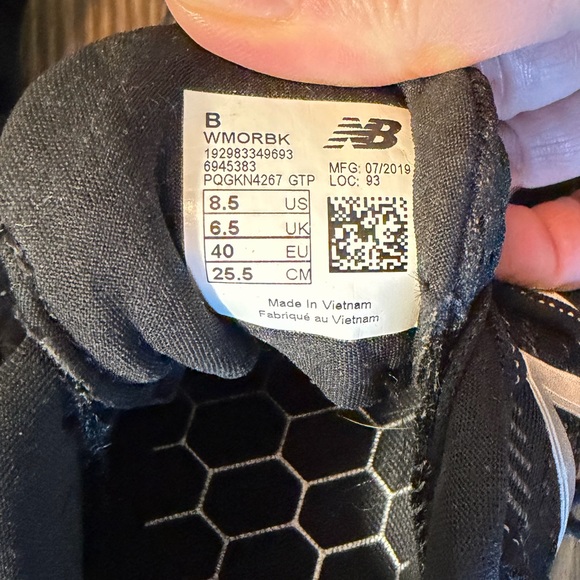 B
WMORBK
NB
192983349693
6945383
PQGKN4267 GTP
MFG: 07/2019
LOC: 93
8.5 US
6.5 UK
40 EU
25.5 CM
Made In Vietnam
Fabriqué au Vietnam